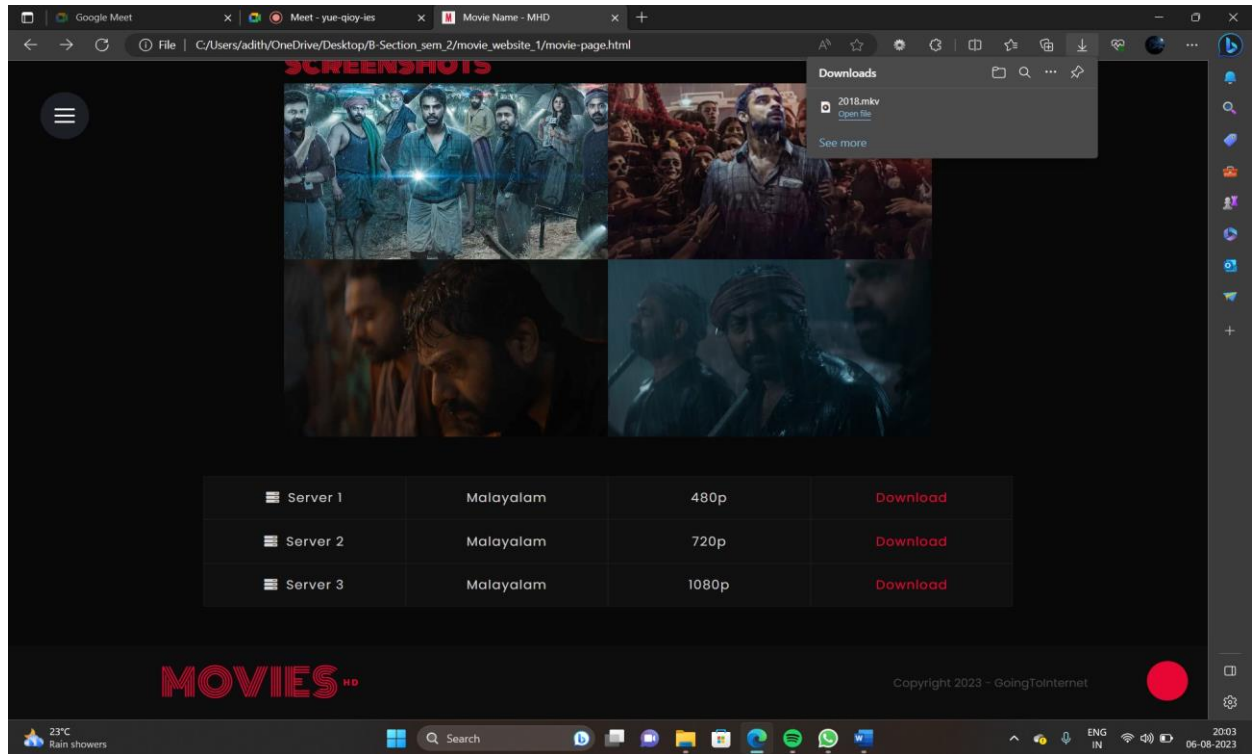 Google Meet
Meet - yue-qioy-ies
Movie Name - MHD
File
C:/Users/adith/OneDrive/Desktop/B-Section_sem_2/movie_website_1/movie-page.html
SCREENSHOTS
Downloads
2018.mkv
Open file
See more
Server 1 Malayalam 480p Download
Server 2 Malayalam 720p Download
Server 3 Malayalam 1080p Download
MOVIES HD
Copyright 2023 - GoingToInternet
23°C
Rain showers
Search
ENG
IN
20:03
06-08-2023